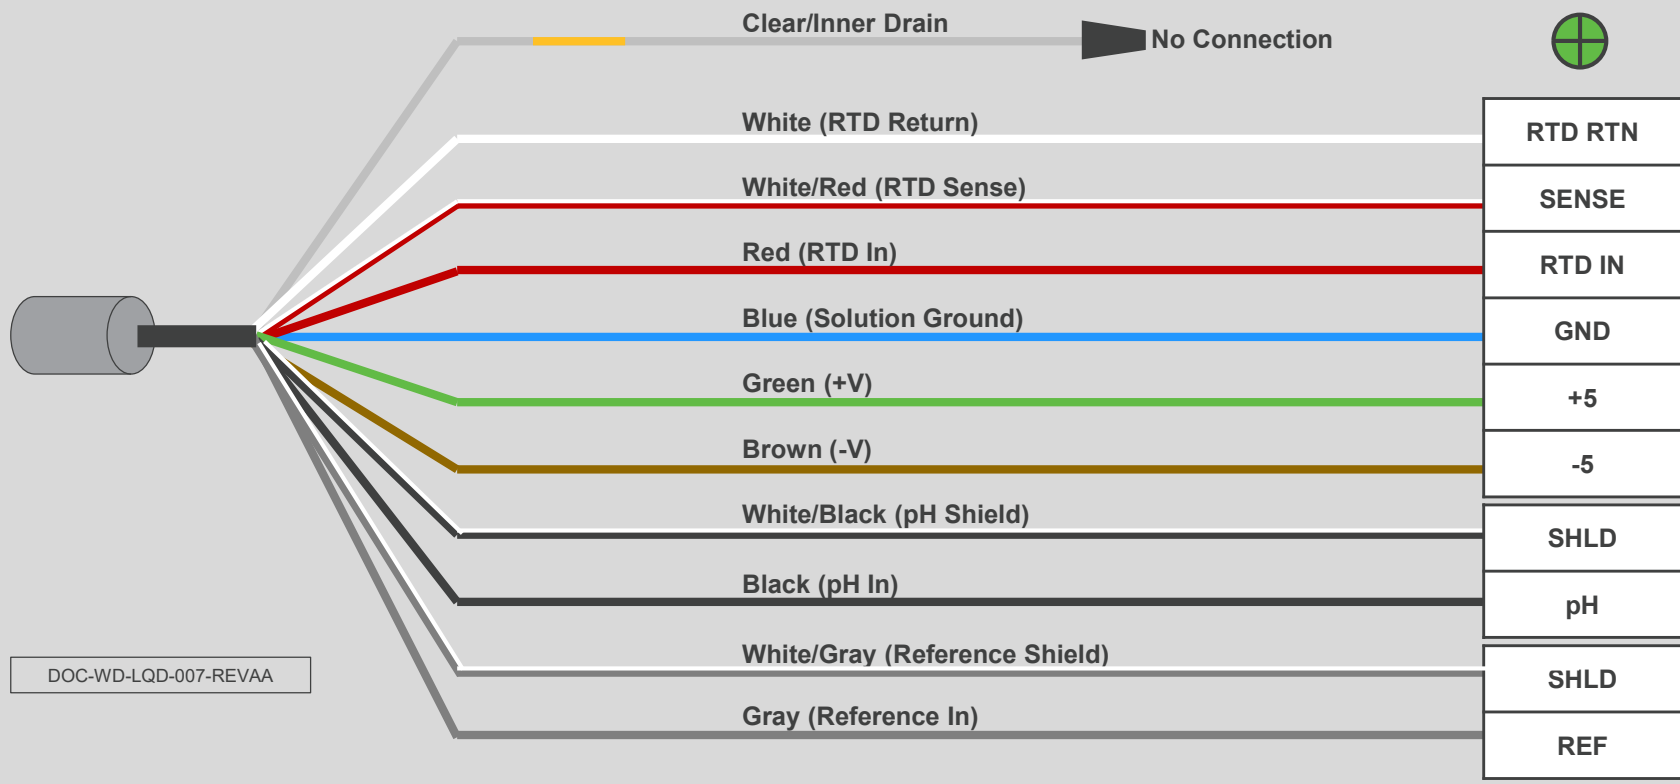 Clear/Inner Drain
No Connection
White (RTD Return)
RTD RTN
White/Red (RTD Sense)
SENSE
Red (RTD In)
RTD IN
Blue (Solution Ground)
GND
Green (+V)
+5
Brown (-V)
-5
White/Black (pH Shield)
SHLD
Black (pH In)
pH
White/Gray (Reference Shield)
SHLD
Gray (Reference In)
REF
DOC-WD-LQD-007-REVAA